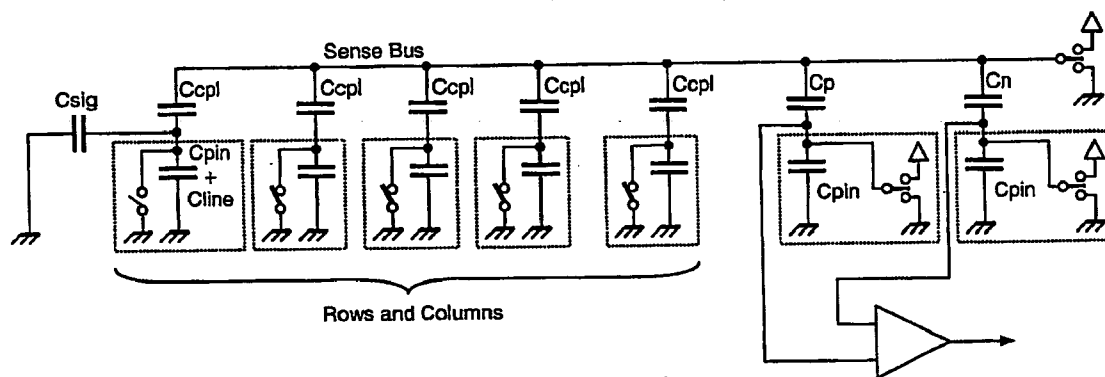 Sense Bus
Csig
Ccpl
Ccpl
Ccpl
Ccpl
Ccpl
Cp
Cn
Cpin
+
Cline
Cpin
Cpin
Rows and Columns